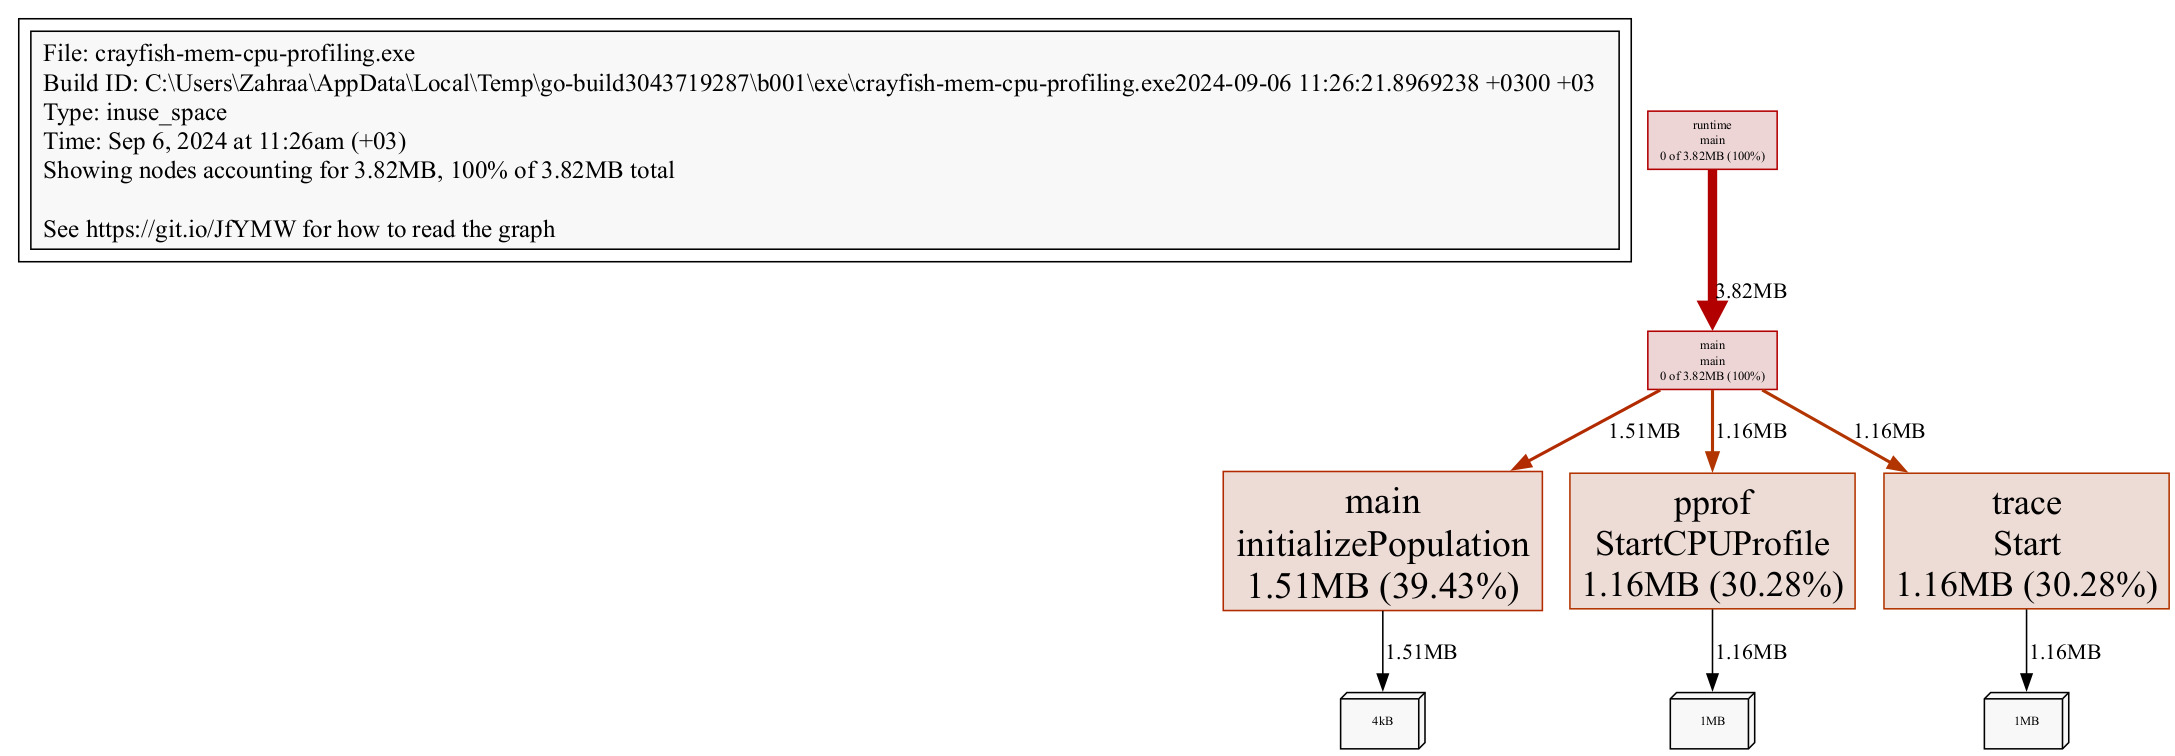 File: crayfish-mem-cpu-profiling.exe
Build ID: C:\Users\Zahraa\AppData\Local\Temp\go-build3043719287\b001\exe\crayfish-mem-cpu-profiling.exe2024-09-06 11:26:21.8969238 +0300 +03
Type: inuse_space
Time: Sep 6, 2024 at 11:26am (+03)
Showing nodes accounting for 3.82MB, 100% of 3.82MB total
See https://git.io/JfYMW for how to read the graph
runtime
main
0 of 3.82MB (100%)
3.82MB
main
main
0 of 3.82MB (100%)
1.51MB
1.16MB
1.16MB
main
initializePopulation
1.51MB (39.43%)
pprof
StartCPUProfile
1.16MB (30.28%)
trace
Start
1.16MB (30.28%)
1.51MB
1.16MB
1.16MB
4kB
1MB
1MB